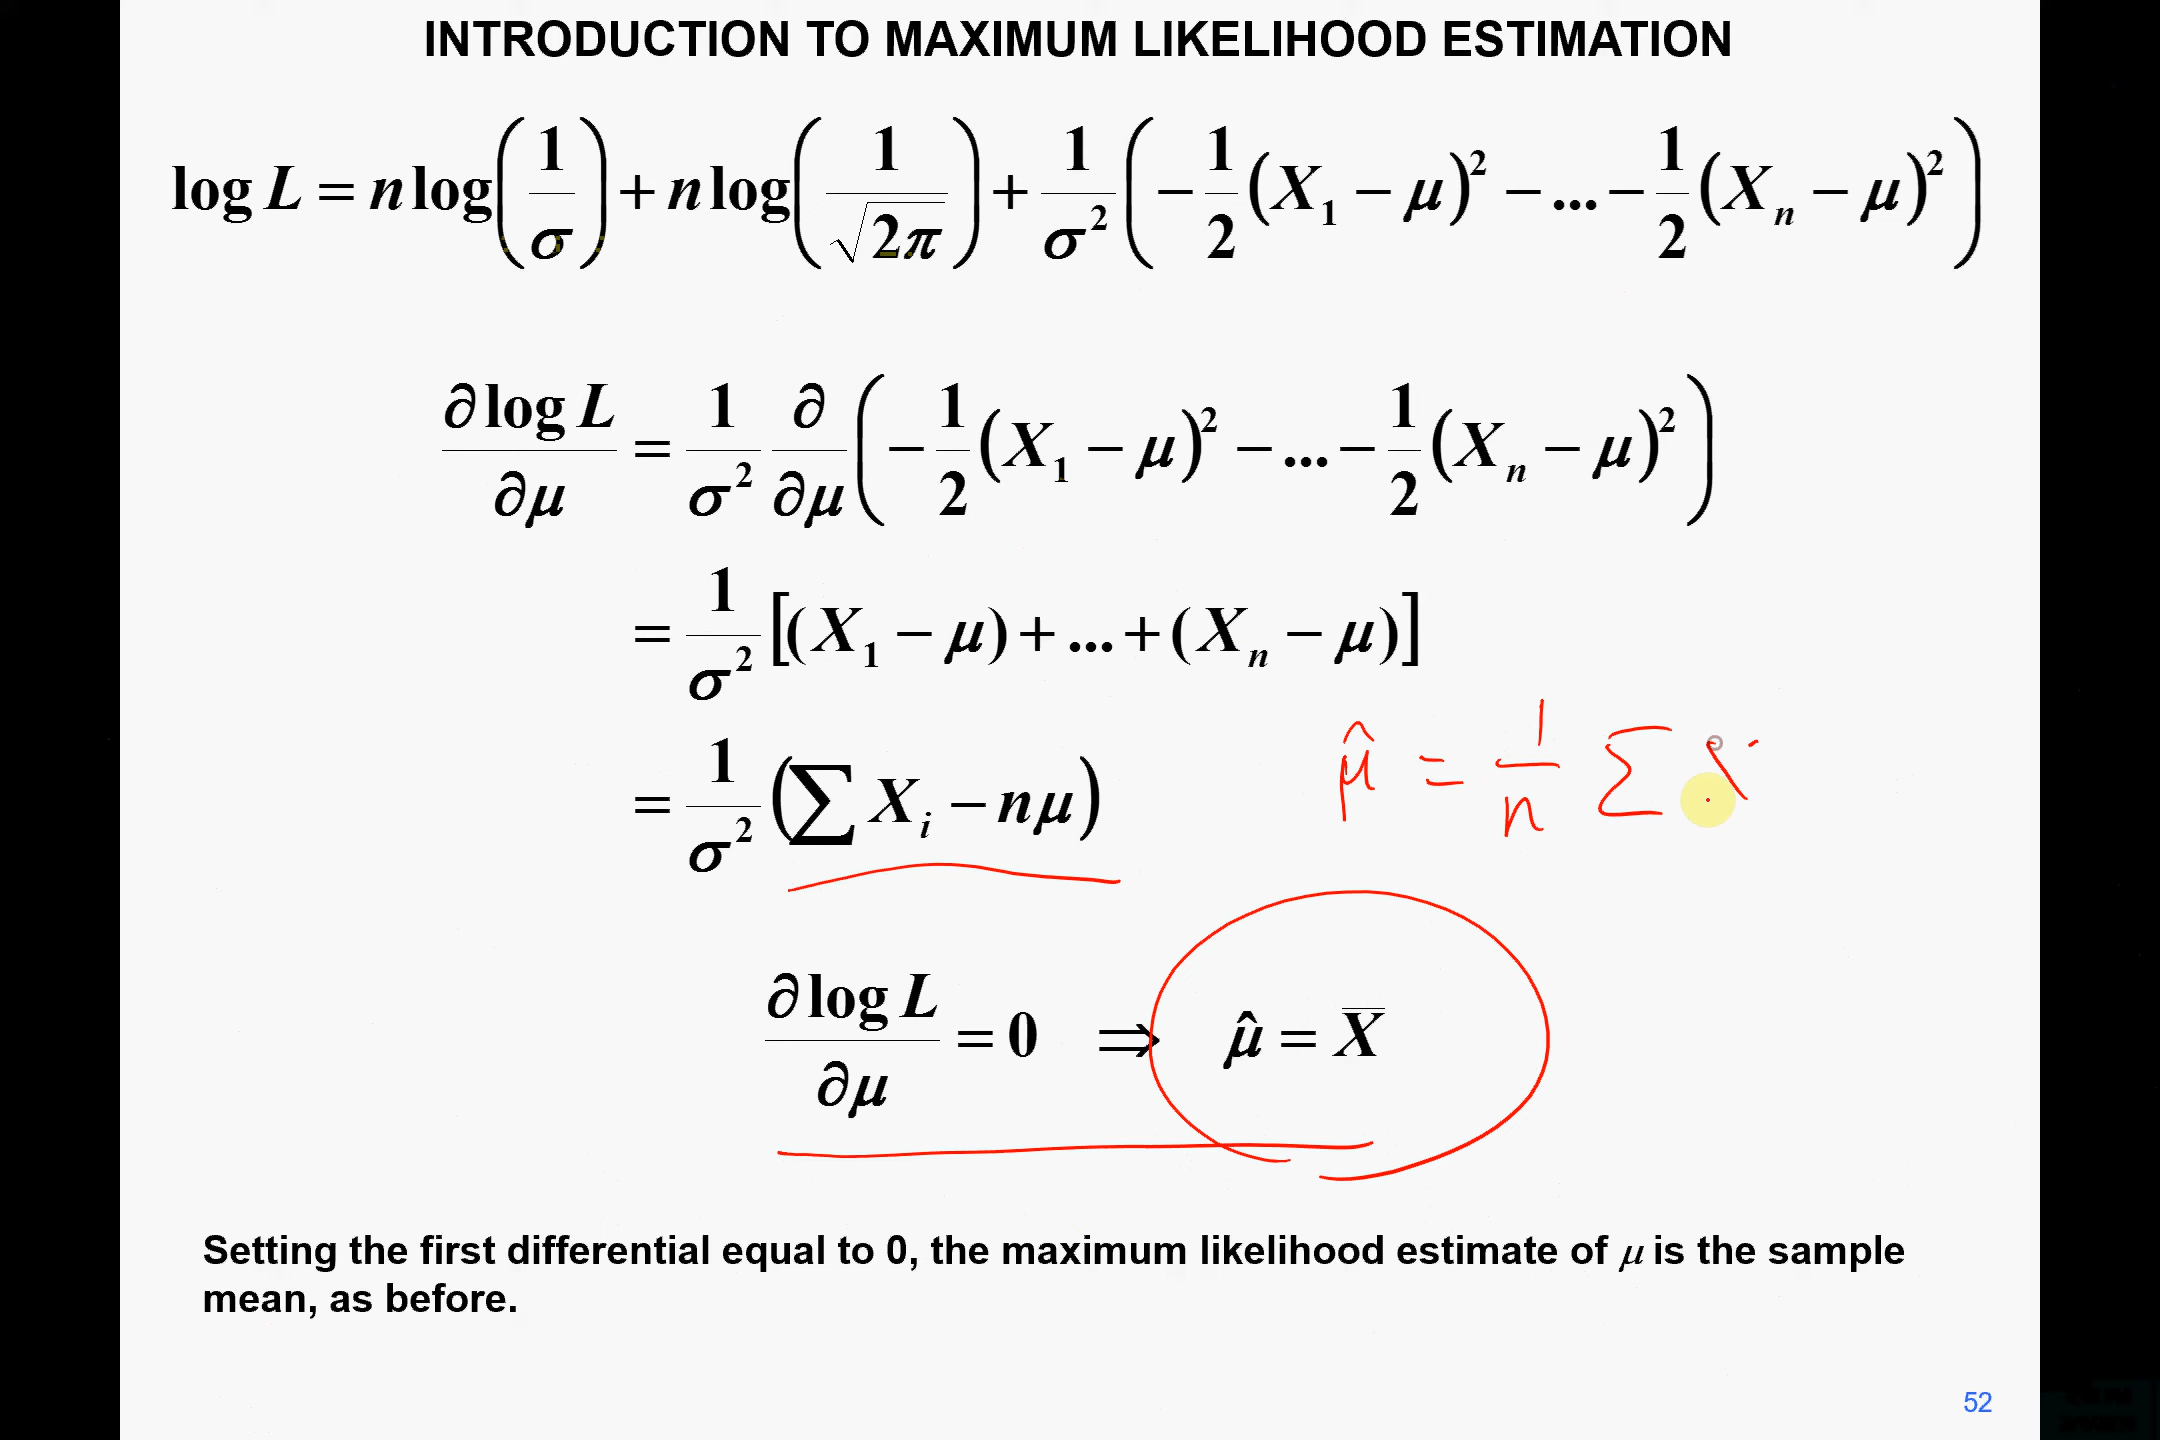 INTRODUCTION TO MAXIMUM LIKELIHOOD ESTIMATION
log L = n log(1/σ) + n log(1/√2π) + 1/σ² (−1/2(X₁ − μ)² − ... − 1/2(Xₙ − μ)²)
∂ log L/∂μ = 1/σ² ∂/∂μ (−1/2(X₁ − μ)² − ... − 1/2(Xₙ − μ)²)
= 1/σ² [(X₁ − μ) + ... + (Xₙ − μ)]
= 1/σ² (∑ Xᵢ − nμ)
μ̂ = 1/n ∑
∂ log L/∂μ = 0 ⇒ μ̂ = X̄
Setting the first differential equal to 0, the maximum likelihood estimate of μ is the sample
mean, as before.
52